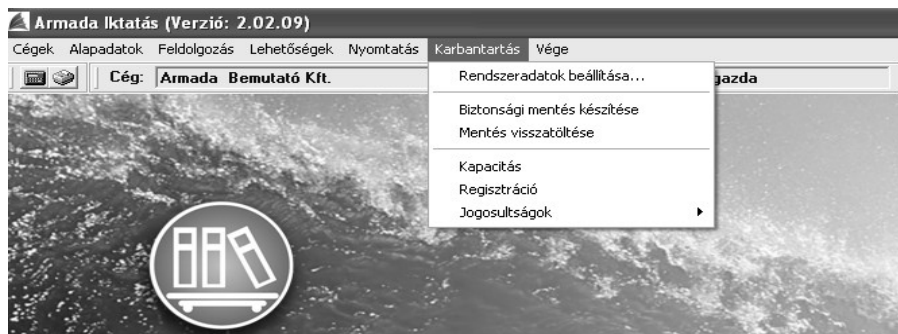 Armada Iktatás (Verzió: 2.02.09)
Cégek Alapadatok Feldolgozás Lehetőségek Nyomtatás Karbantartás Vége
Cég: Armada Bemutató Kft. gazda
Rendszeradatok beállítása...
Biztonsági mentés készítése
Mentés visszatöltése
Kapacitás
Regisztráció
Jogosultságok